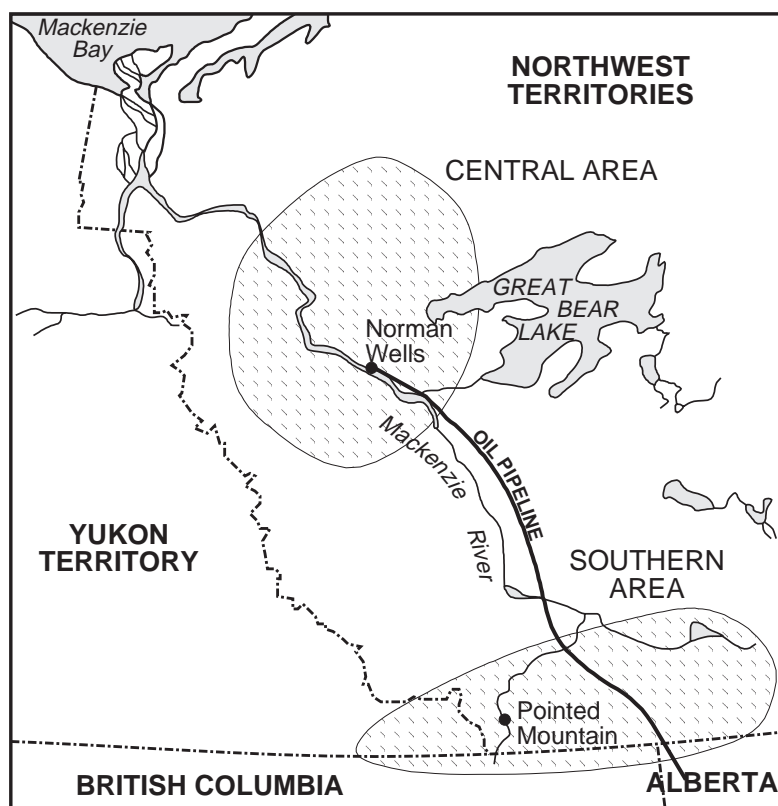 Mackenzie
Bay
NORTHWEST
TERRITORIES
CENTRAL AREA
GREAT
BEAR
LAKE
Norman
Wells
Mackenzie
River
OIL PIPELINE
YUKON
TERRITORY
SOUTHERN
AREA
Pointed
Mountain
BRITISH COLUMBIA
ALBERTA